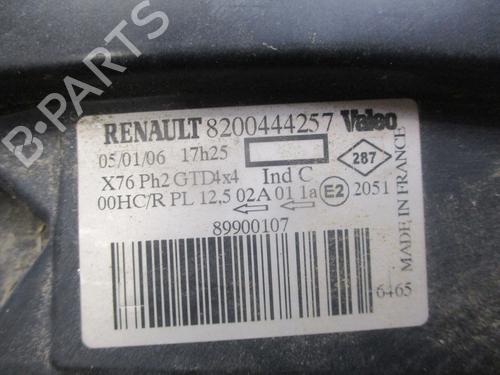 RENAULT 8200444257 Valeo
05/01/06 17h25
287
X76 Ph2 GTD4x4 Ind C
00HC/R PL 12,5 02A 01 1a E2 2051
89900107
6465
MADE IN FRANCE
B-PARTS